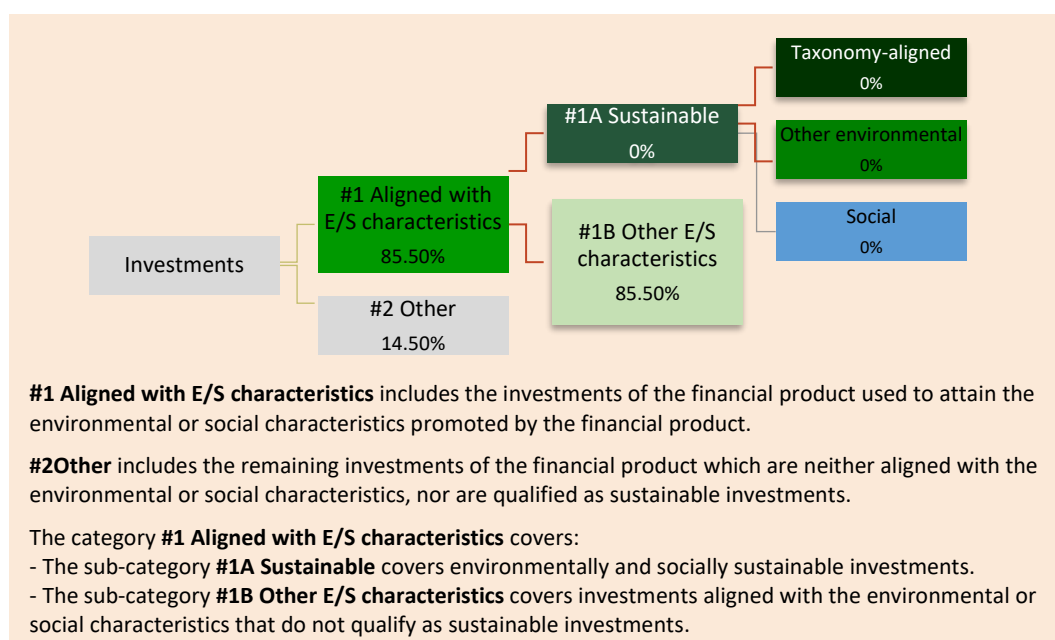 Taxonomy-aligned
0%
#1A Sustainable
0%
Other environmental
0%
#1 Aligned with
E/S characteristics
85.50%
#1B Other E/S
characteristics
85.50%
Social
0%
Investments
#2 Other
14.50%
#1 Aligned with E/S characteristics includes the investments of the financial product used to attain the
environmental or social characteristics promoted by the financial product.
#2Other includes the remaining investments of the financial product which are neither aligned with the
environmental or social characteristics, nor are qualified as sustainable investments.
The category #1 Aligned with E/S characteristics covers:
- The sub-category #1A Sustainable covers environmentally and socially sustainable investments.
- The sub-category #1B Other E/S characteristics covers investments aligned with the environmental or
social characteristics that do not qualify as sustainable investments.